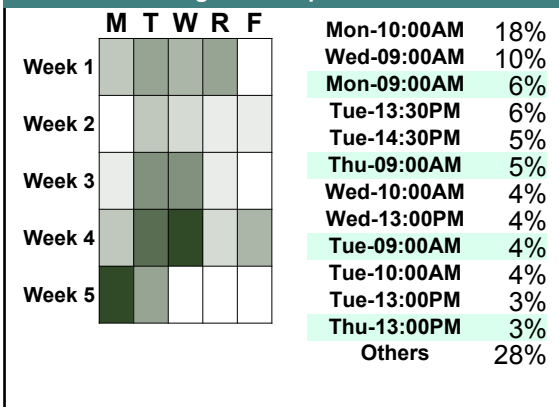 M T W R F
Week 1
Week 2
Week 3
Week 4
Week 5
Mon-10:00AM 18%
Wed-09:00AM 10%
Mon-09:00AM 6%
Tue-13:30PM 6%
Tue-14:30PM 5%
Thu-09:00AM 5%
Wed-10:00AM 4%
Wed-13:00PM 4%
Tue-09:00AM 4%
Tue-10:00AM 4%
Tue-13:00PM 3%
Thu-13:00PM 3%
Others 28%